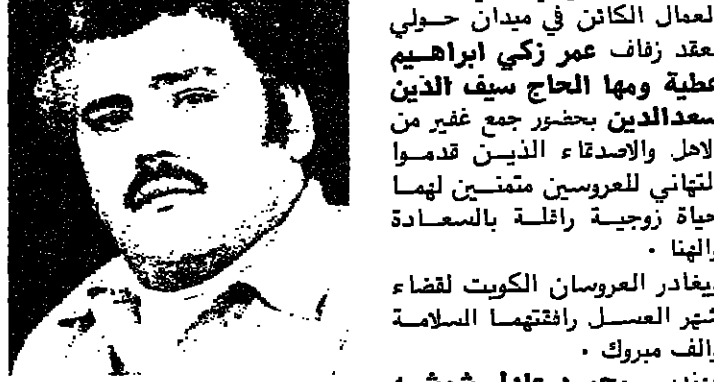 العمال الكائن في ميدان حولي
لعقد زفاف عمر زكي ابراهيم
عطية ومها الحاج سيف الدين
سعدالدين بحضور جمع غفير من
الاهل والاصدقاء الذين قدموا
التهاني للعروسين متمنين لهما
حياة زوجية رافلة بالسعادة
والهنا .
ويغادر العروسان الكويت لقضاء
شهر العسل رافقتهما السلامة
والف مبروك .